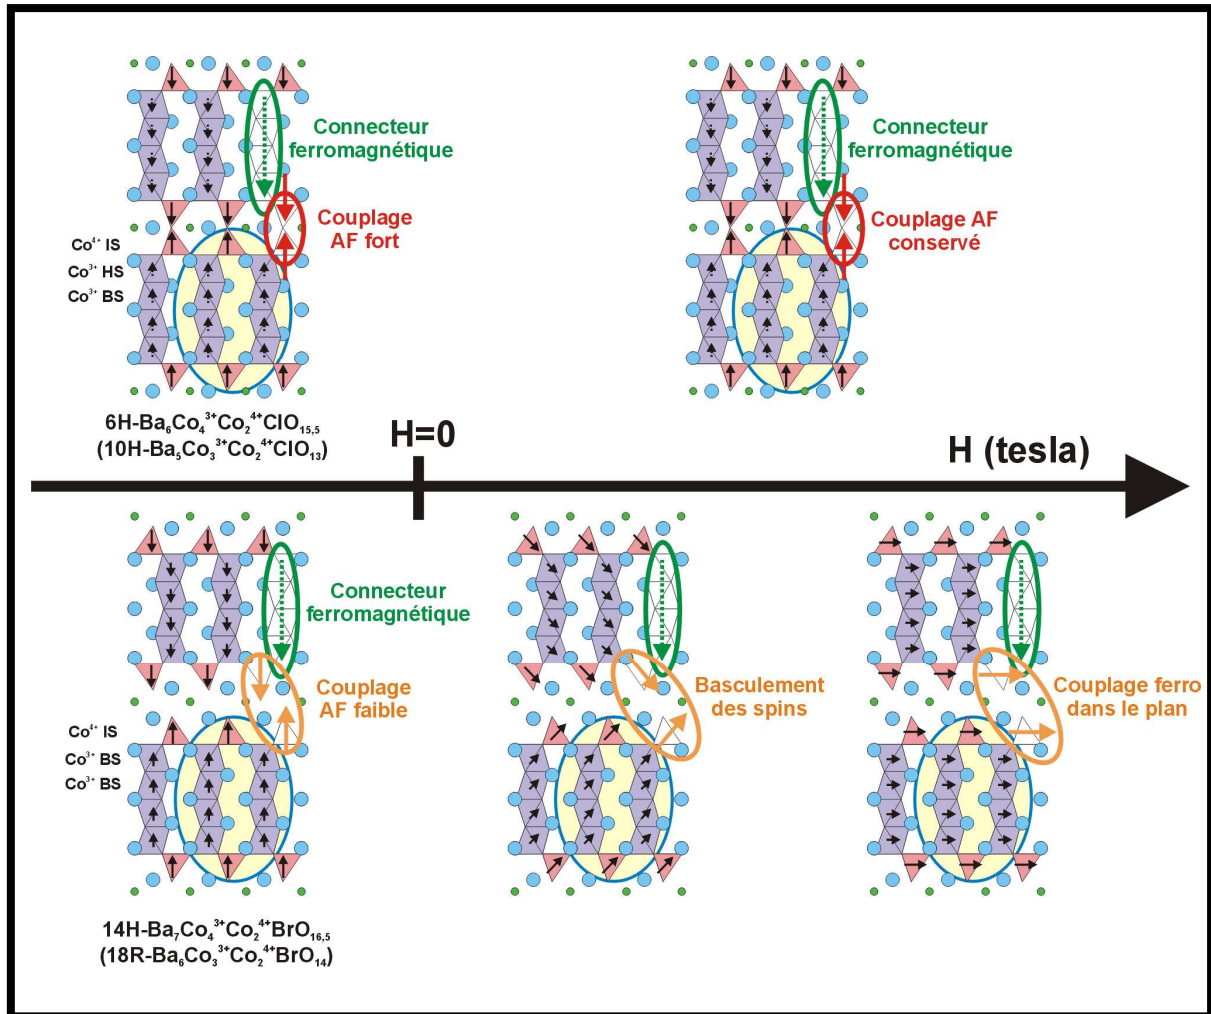 Connecteur
ferromagnétique
Connecteur
ferromagnétique
Couplage
AF fort
Couplage AF
conservé
Co⁴⁺ IS
Co³⁺ HS
Co³⁺ BS
6H-Ba₆Co₄³⁺Co₂⁴⁺ClO₁₅,₅
(10H-Ba₅Co₃³⁺Co₂⁴⁺ClO₁₃)
H=0
H (tesla)
Connecteur
ferromagnétique
Couplage
AF faible
Basculement
des spins
Couplage ferro
dans le plan
Co⁴⁺ IS
Co³⁺ BS
Co³⁺ BS
14H-Ba₇Co₄³⁺Co₂⁴⁺BrO₁₆,₅
(18R-Ba₆Co₃³⁺Co₂⁴⁺BrO₁₄)